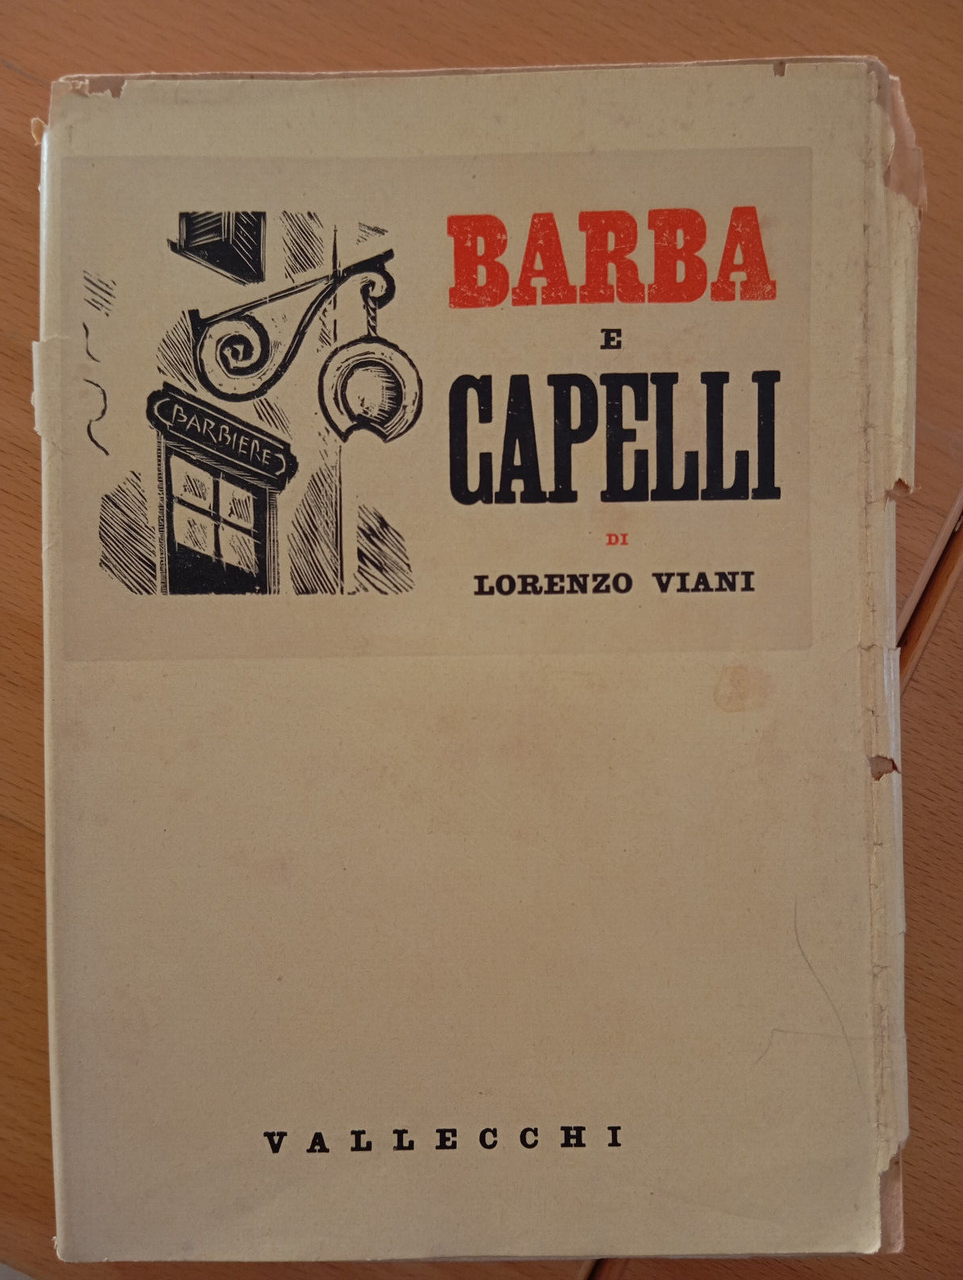 BARBA
E
CAPELLI
DI
LORENZO VIANI
BARBIERE
VALLECCHI